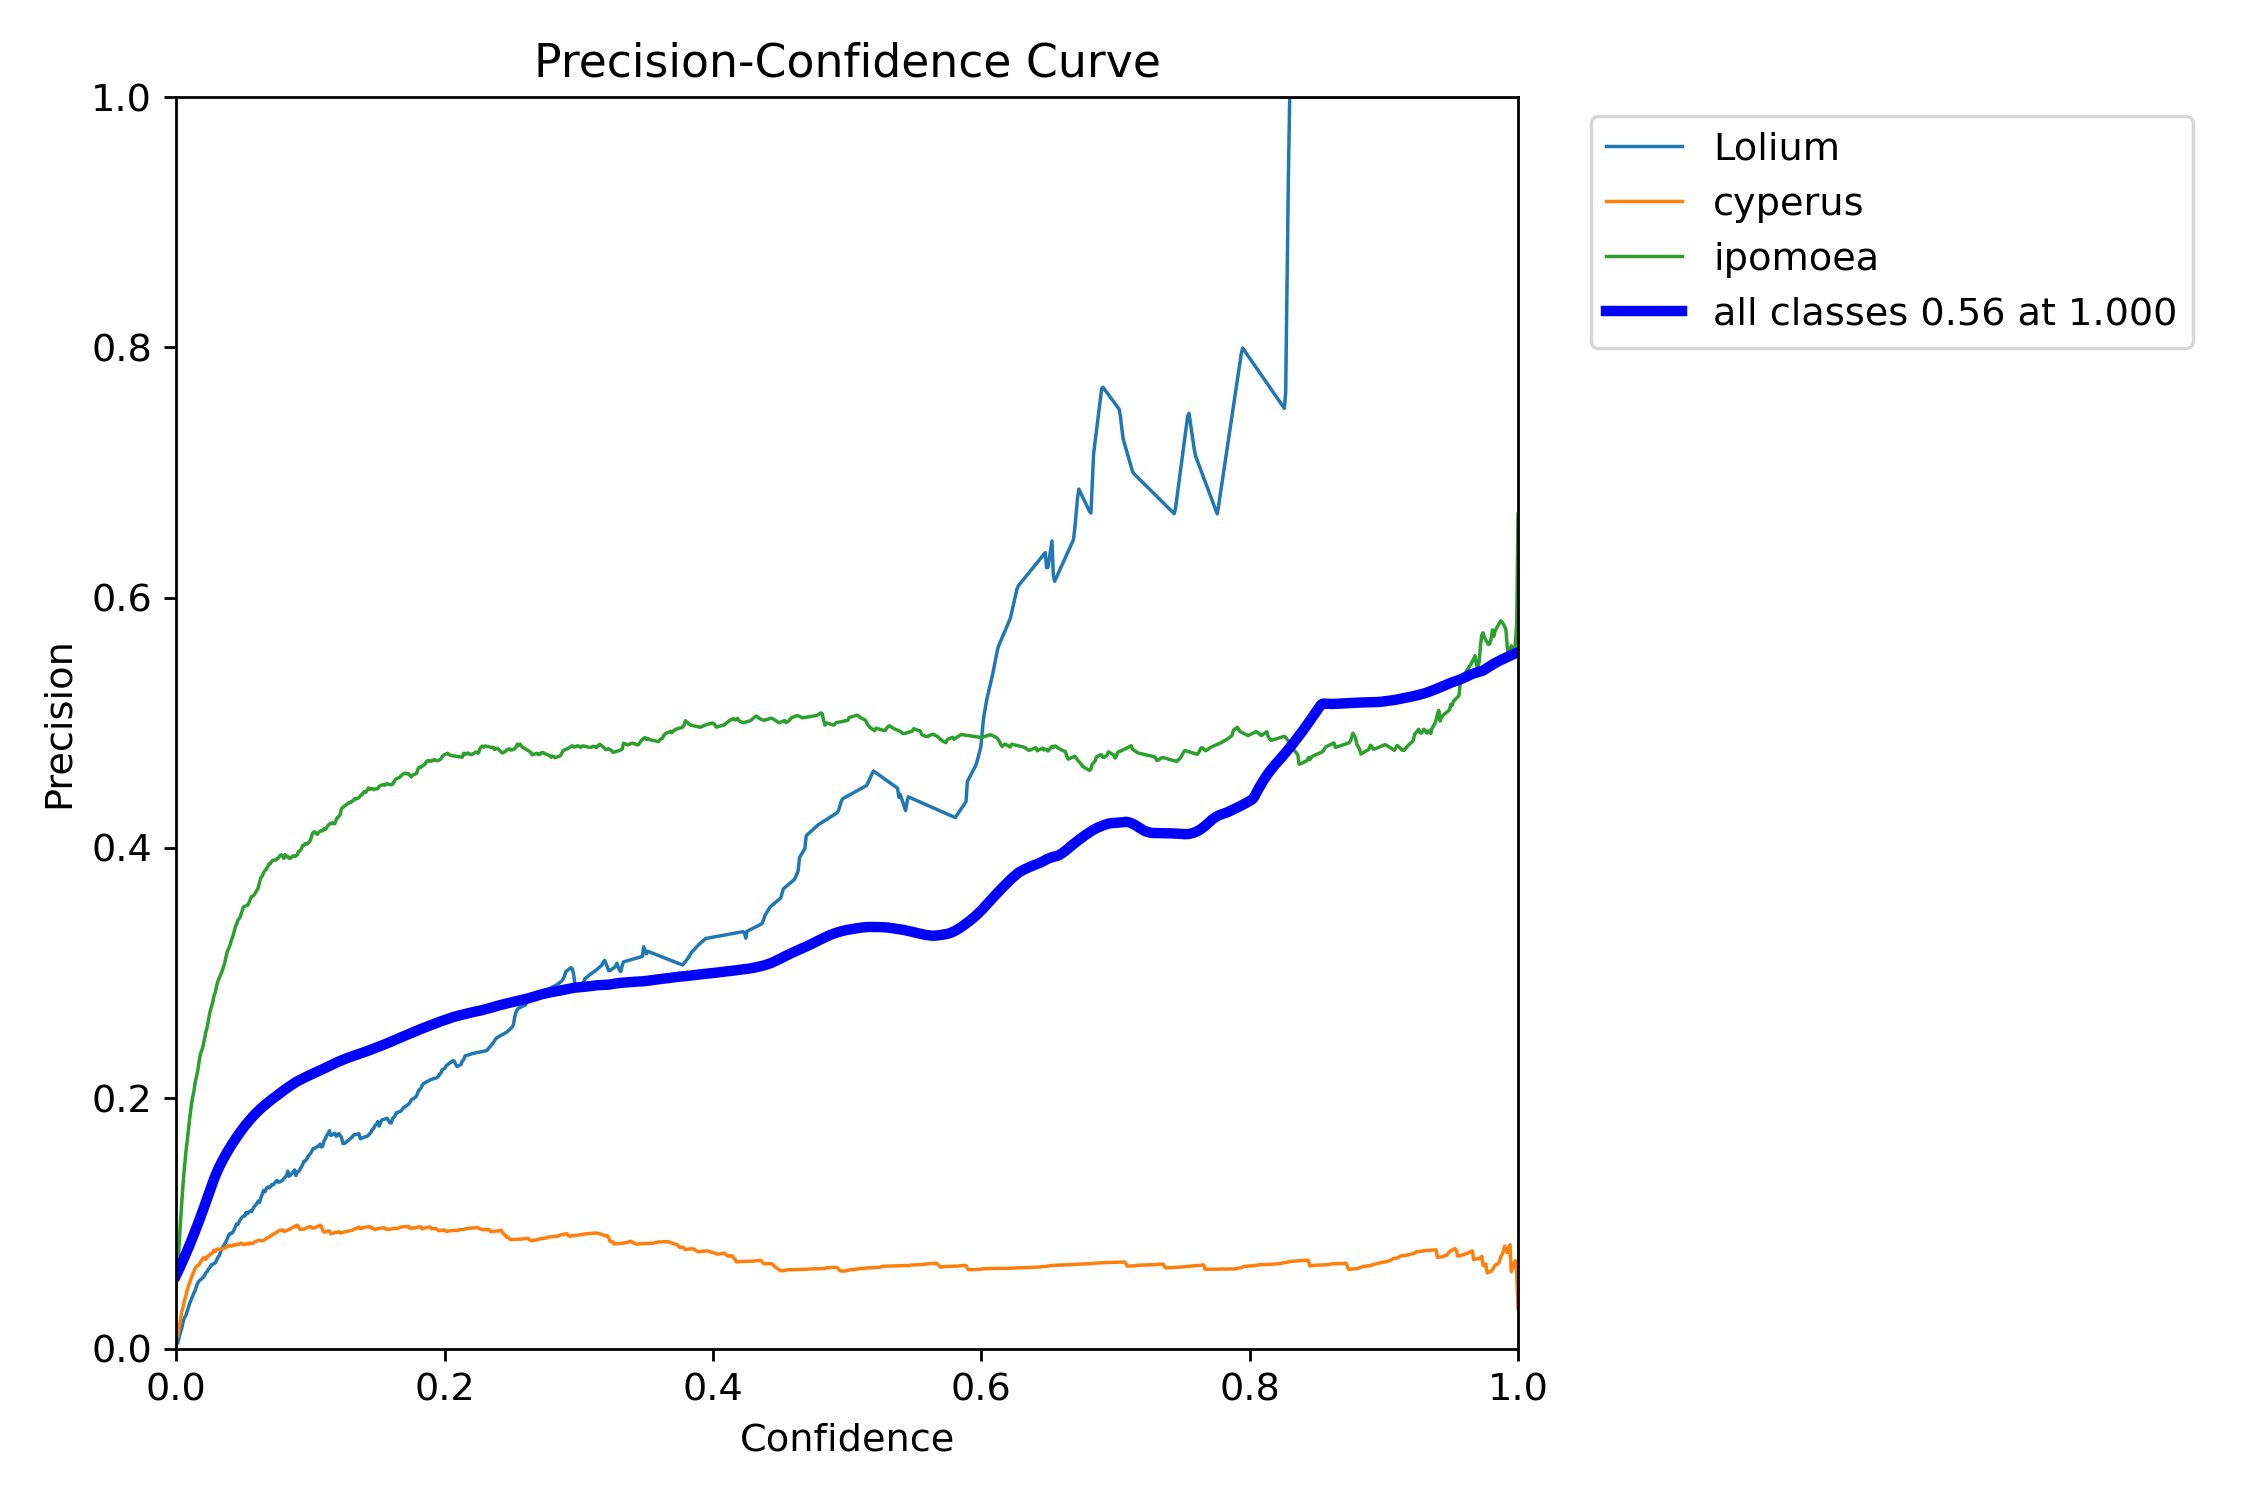 Precision-Confidence Curve
1.0
0.8
0.6
0.4
0.2
0.0
Precision
0.0 0.2 0.4 0.6 0.8 1.0
Confidence
Lolium
cyperus
ipomoea
all classes 0.56 at 1.000